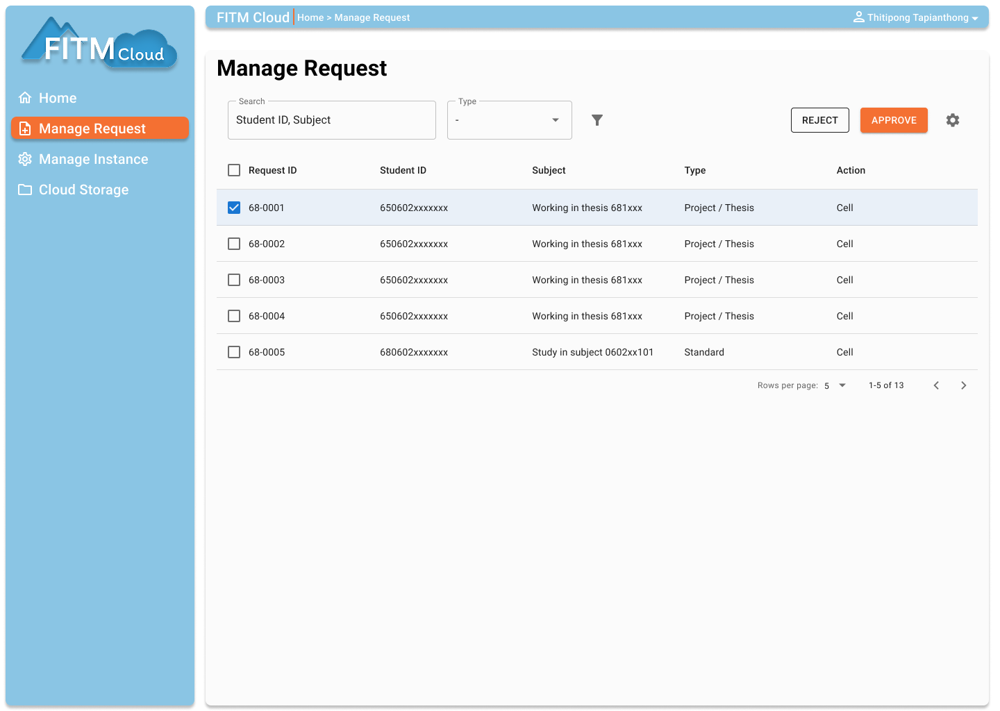 FITM Cloud
Home
Manage Request
Manage Instance
Cloud Storage
FITM Cloud Home > Manage Request Thitipong Tapianthong
Manage Request
Search
Student ID, Subject
Type
-
REJECT APPROVE
Request ID Student ID Subject Type Action
68-0001 650602xxxxxxx Working in thesis 681xxx Project / Thesis Cell
68-0002 650602xxxxxxx Working in thesis 681xxx Project / Thesis Cell
68-0003 650602xxxxxxx Working in thesis 681xxx Project / Thesis Cell
68-0004 650602xxxxxxx Working in thesis 681xxx Project / Thesis Cell
68-0005 680602xxxxxxx Study in subject 0602xx101 Standard Cell
Rows per page: 5 1-5 of 13